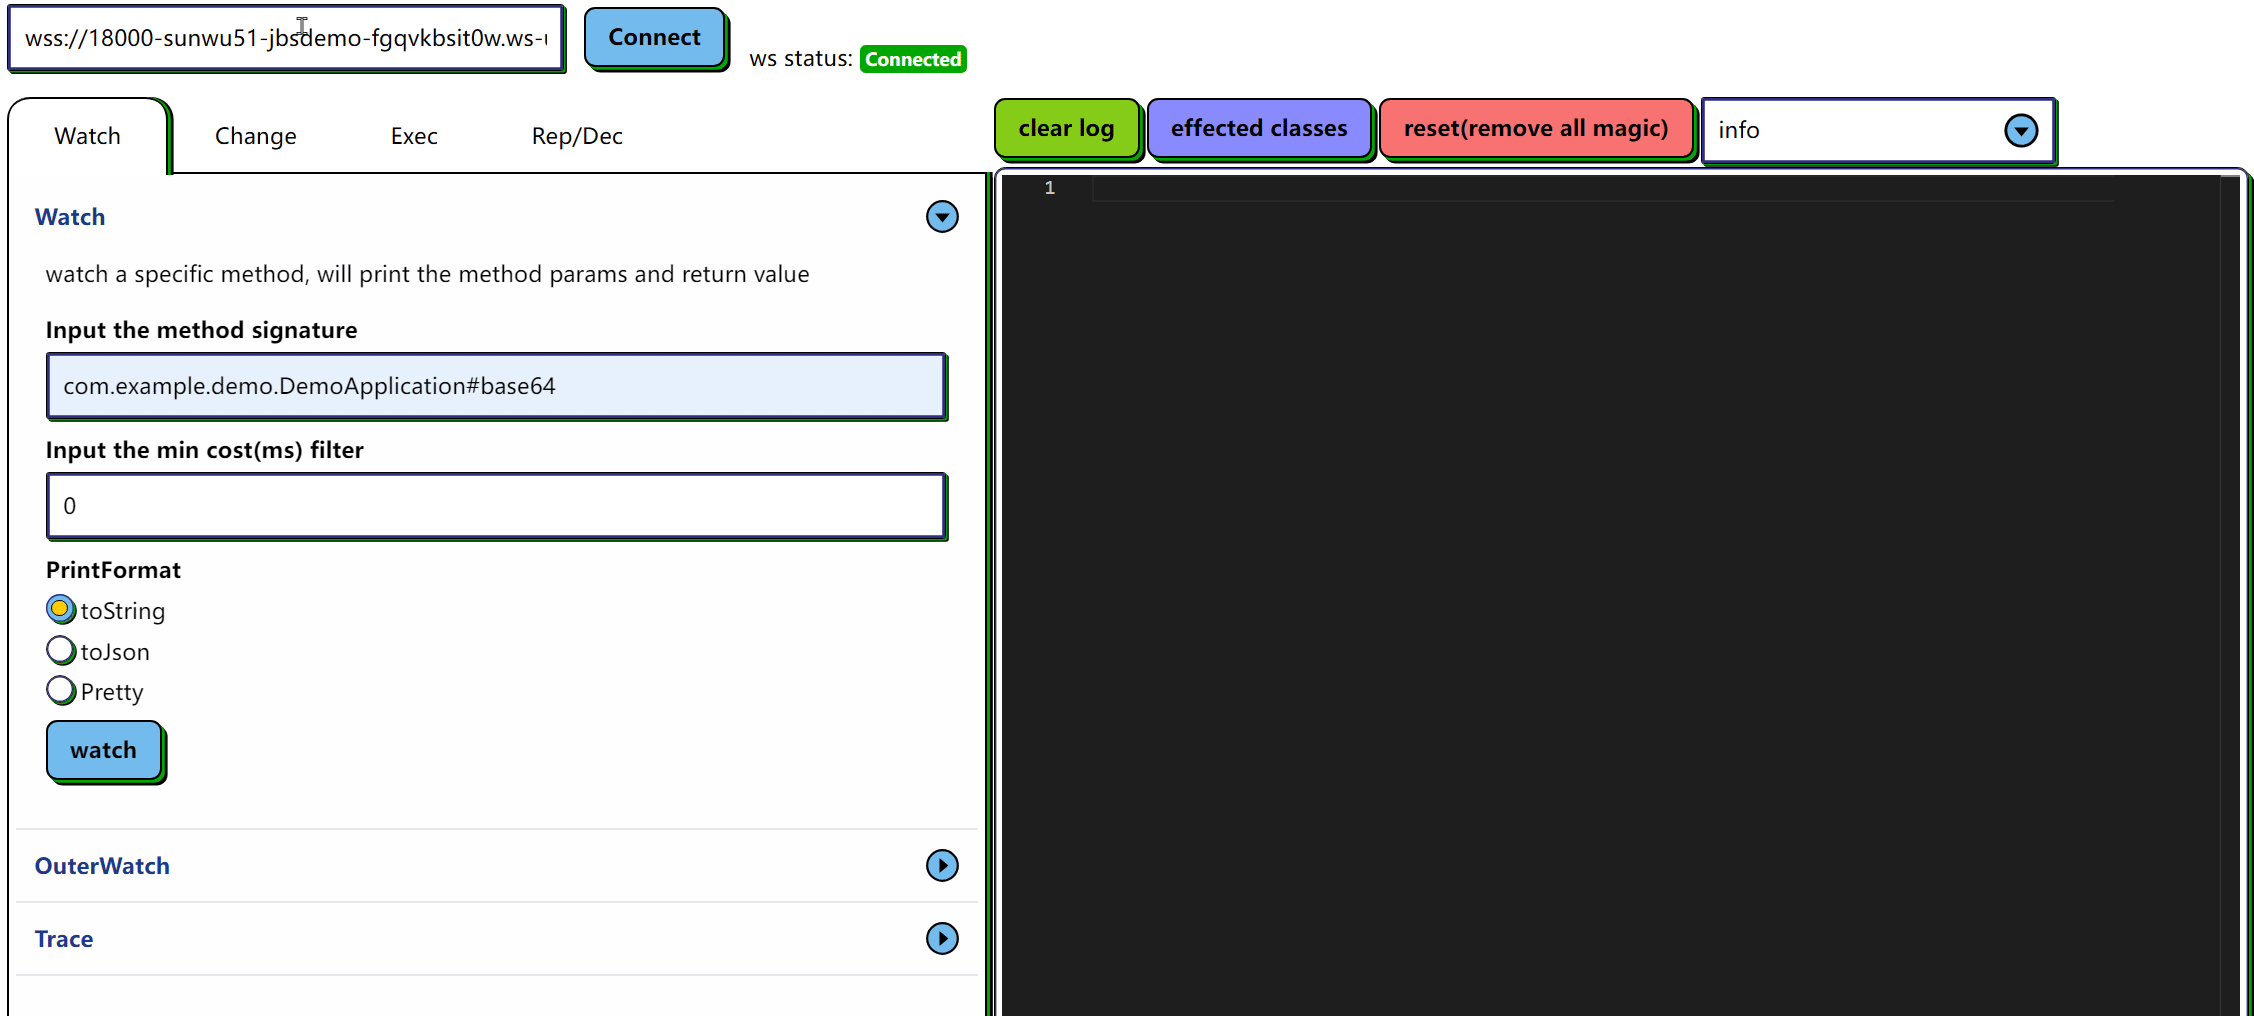 wss://18000-sunwu51-jbsdemo-fgqvkbsit0w.ws-
Connect
ws status: Connected
Watch Change Exec Rep/Dec
clear log effected classes reset(remove all magic) info
Watch
watch a specific method, will print the method params and return value
Input the method signature
com.example.demo.DemoApplication#base64
Input the min cost(ms) filter
0
PrintFormat
toString
toJson
Pretty
watch
OuterWatch
Trace
1